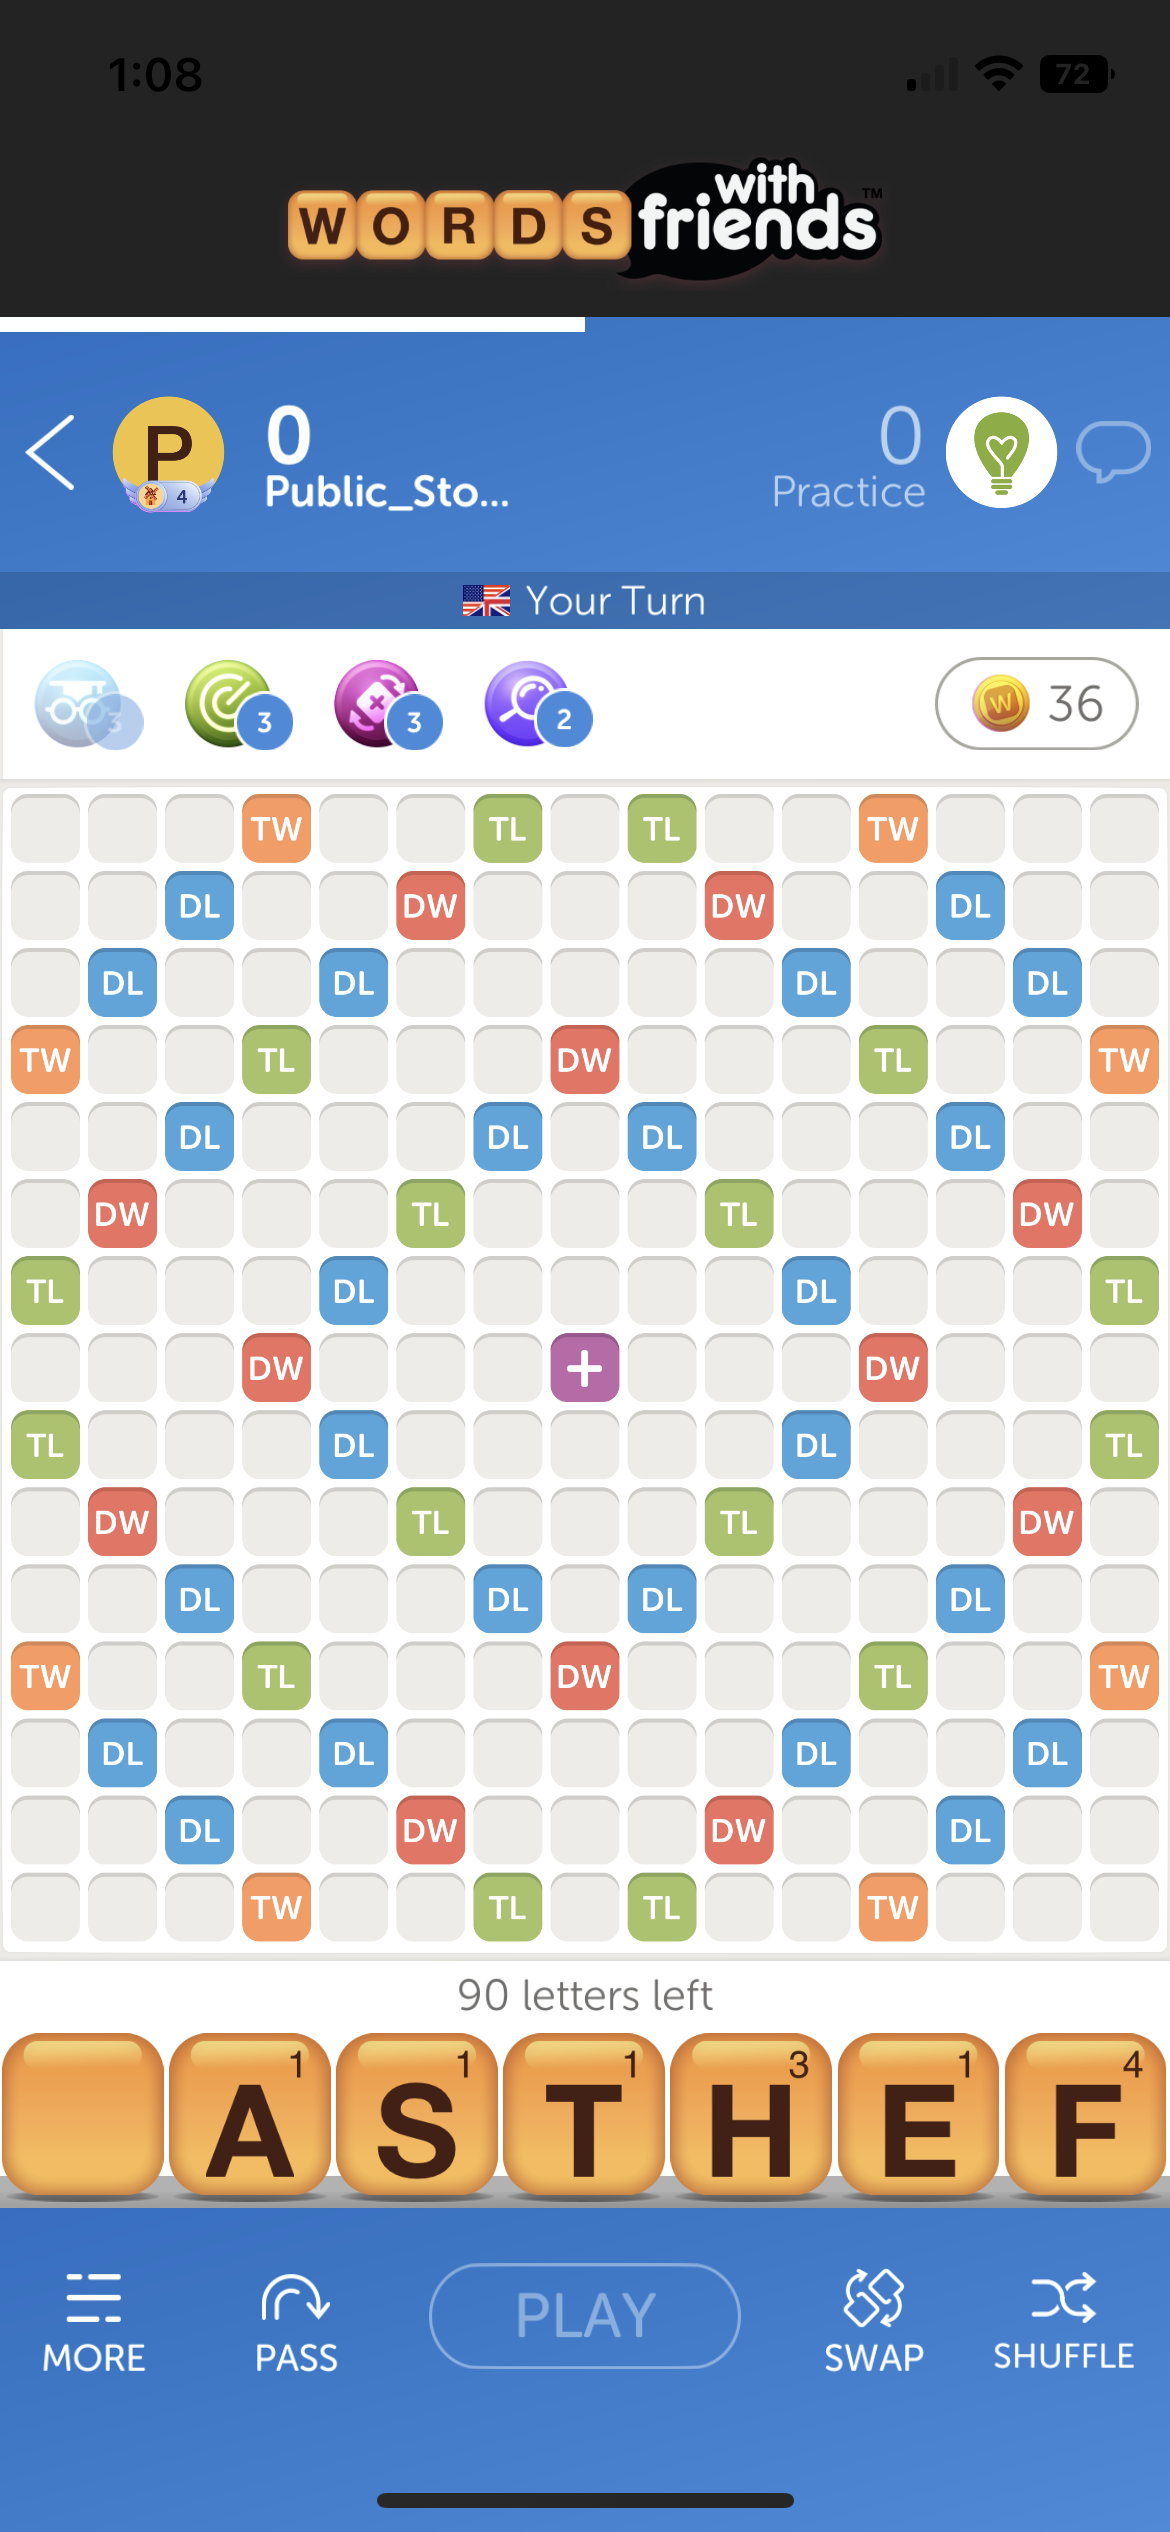 1:08
72
WORDS with friends™
P
4
0
Public_Sto...
0
Practice
Your Turn
3
3
3
2
W
36
TW TL TL TW
DL DW DW DL
DL DL DL DL
TW TL DW TL TW
DL DL DL DL
DW TL TL DW
TL DL DL TL
DW + DW
TL DL DL TL
DW TL TL DW
DL DL DL DL
TW TL DW TL TW
DL DL DL DL
DL DW DW DL
TW TL TL TW
90 letters left
A 1 S 1 T 1 H 3 E 1 F 4
MORE
PASS
PLAY
SWAP
SHUFFLE